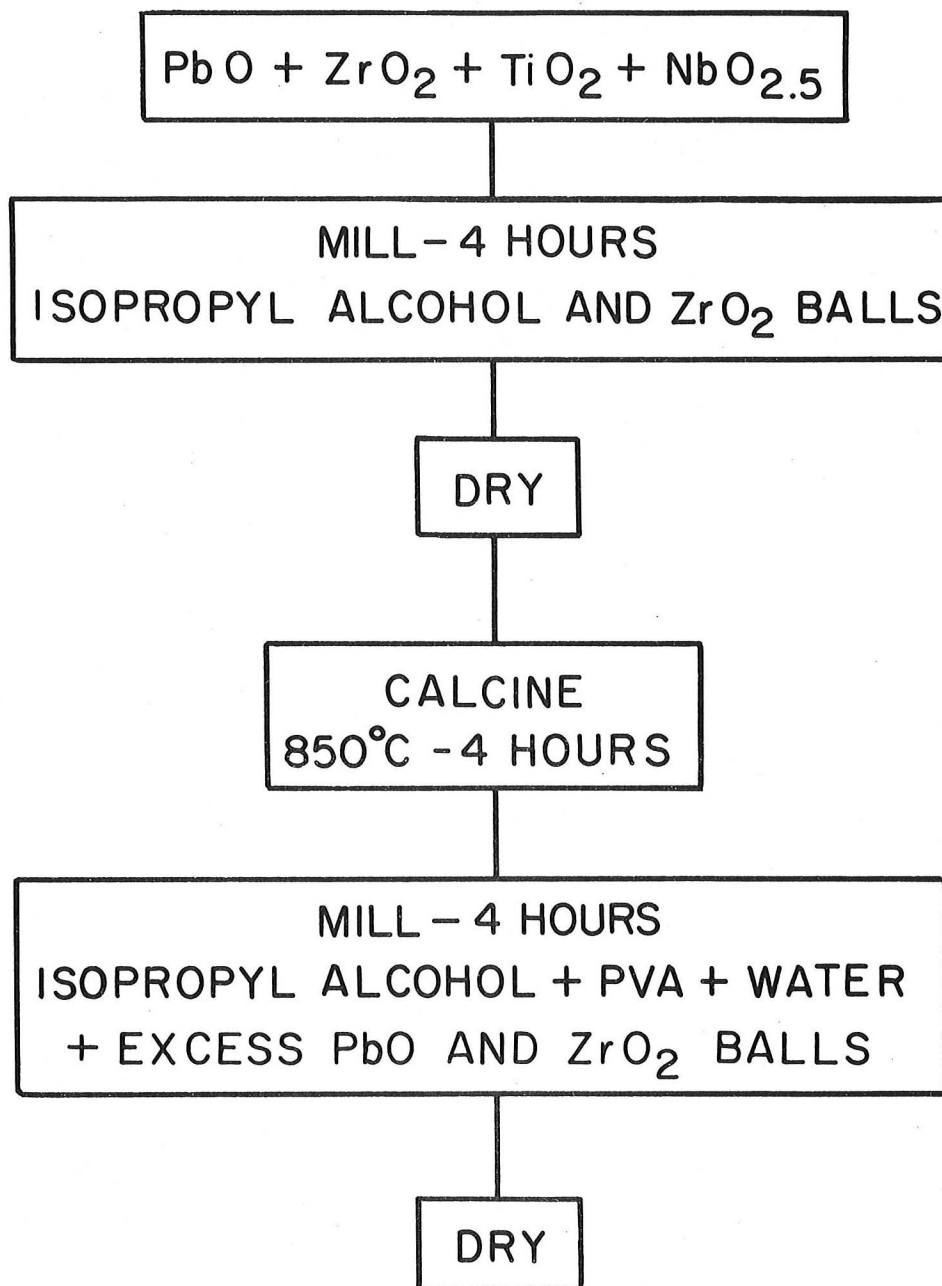 PbO + ZrO₂ + TiO₂ + NbO₂.₅
MILL – 4 HOURS
ISOPROPYL ALCOHOL AND ZrO₂ BALLS
DRY
CALCINE
850°C - 4 HOURS
MILL – 4 HOURS
ISOPROPYL ALCOHOL + PVA + WATER
+ EXCESS PbO AND ZrO₂ BALLS
DRY